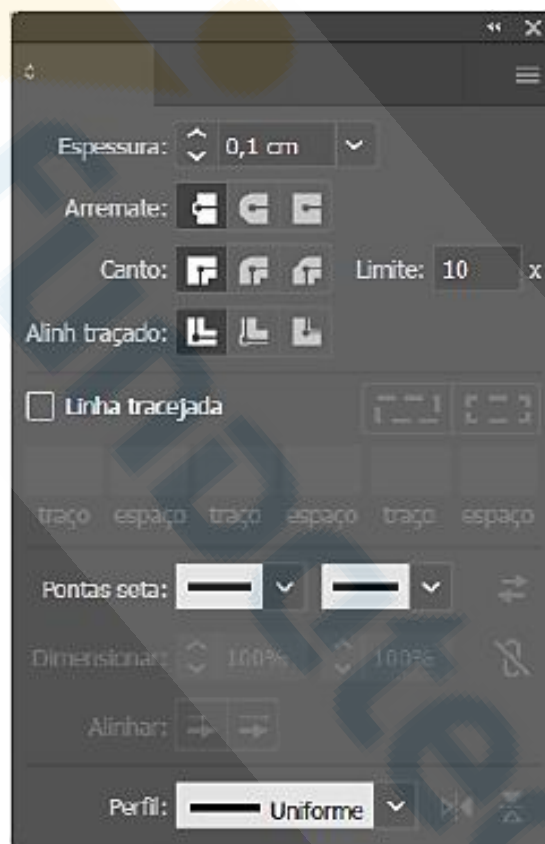 Espessura: 0,1 cm
Arremate:
Canto: Limite: 10 x
Alinh traçado:
Linha tracejada
traço espaço traço espaço traço espaço
Pontas seta:
Dimensionar: 100% 100%
Alinhar:
Perfil: Uniforme